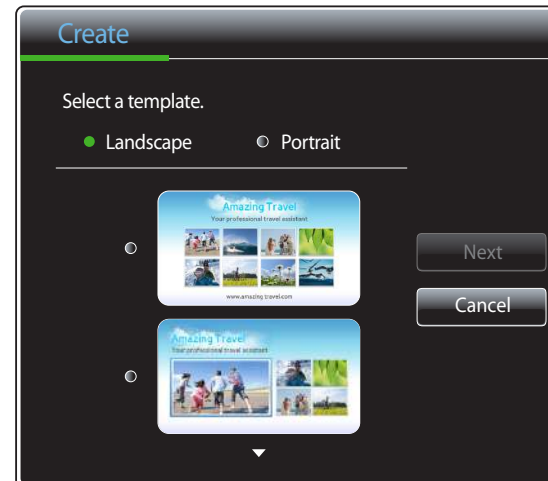 Create
Select a template.
Landscape
Portrait
Amazing Travel
Your professional travel assistant
www.amazing travel.com
Next
Cancel
Amazing Travel
Your professional travel assistant